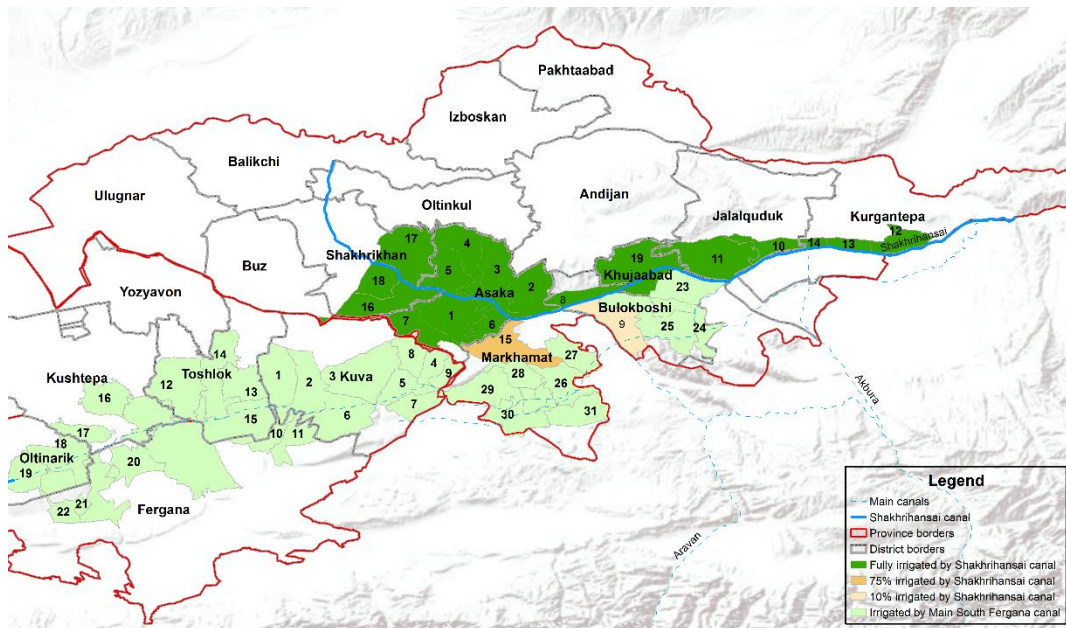 Pakhtaabad
Izboskan
Balikchi
Ulugnar
Oltinkul
Andijan
Jalalquduk
Kurgantepa
12
Shakhrihansai
17
4
19
10
14
13
11
Shakhrikhan
Buz
5
3
Khujaabad
18
2
23
Yozyavon
Asaka
8
16
Bulokboshi
7
1
6
9
25
24
15
14
8
Markhamat
27
Kushtepa
Toshlok
1
3
Kuva
4
28
12
2
9
16
13
5
29
26
Akbura
7
6
30
31
15
17
10
11
18
Oltinarik
20
19
21
22
Fergana
Aravan
Legend
Main canals
Shakhrihansai canal
Province borders
District borders
Fully irrigated by Shakhrihansai canal
75% irrigated by Shakhrihansai canal
10% irrigated by Shakhrihansai canal
Irrigated by Main South Fergana canal